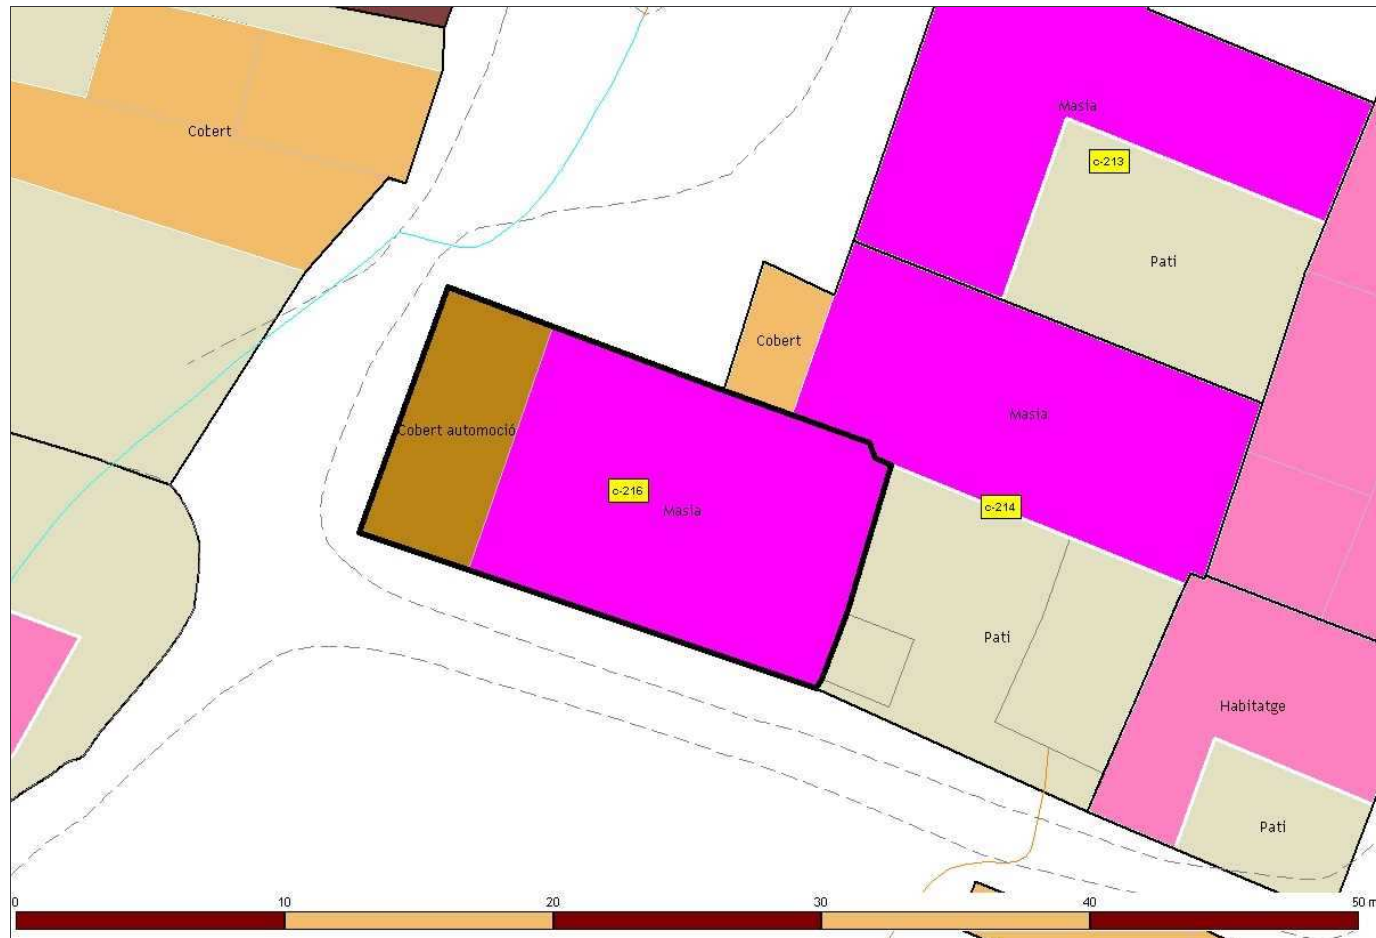 Masia
Cobert
c-213
Pati
Cobert
Masia
Cobert automoció
c-216
Masia
c-214
Pati
Habitatge
Pati
0 10 20 30 40 50 m